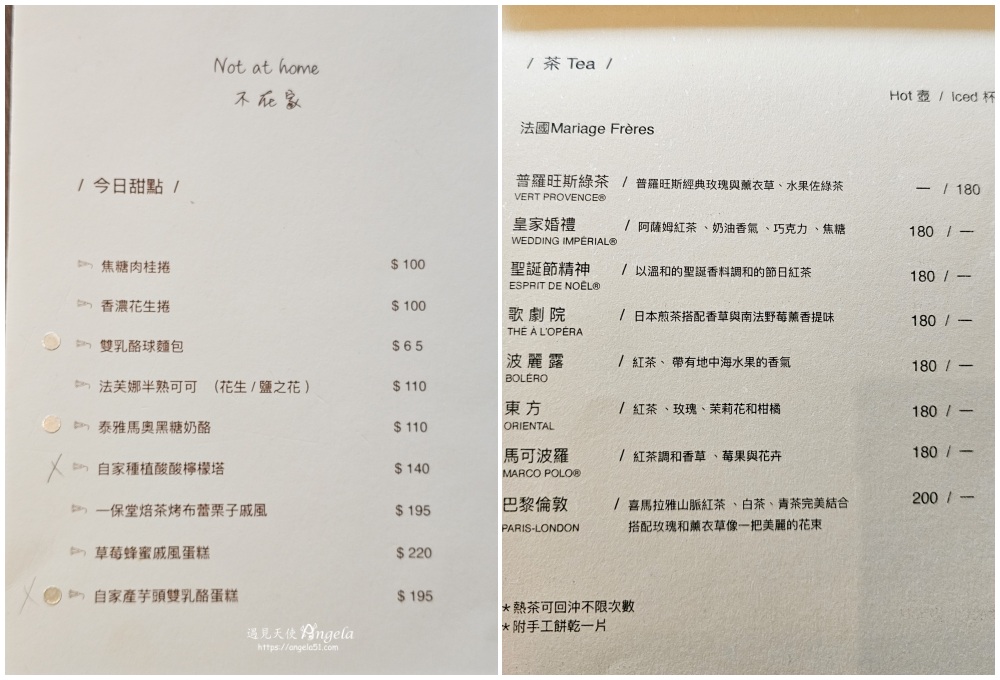 Not at home
不在家
/ 今日甜點 /
焦糖肉桂捲 $ 100
香濃花生捲 $ 100
雙乳酪球麵包 $ 6 5
法芙娜半熟可可 （花生 / 鹽之花 ） $ 110
泰雅馬奧黑糖奶酪 $ 110
自家種植酸酸檸檬塔 $ 140
一保堂焙茶烤布蕾栗子戚風 $ 195
草莓蜂蜜戚風蛋糕 $ 220
自家產芋頭雙乳酪蛋糕 $ 195
遇見天使 Angela
https://angela51.com
/ 茶 Tea /
Hot 壺 / Iced 杯
法國Mariage Frères
普羅旺斯綠茶 / 普羅旺斯經典玫瑰與薰衣草、水果佐綠茶 — / 180
VERT PROVENCE®
皇家婚禮 / 阿薩姆紅茶 、奶油香氣 、巧克力 、焦糖 180 / —
WEDDING IMPÉRIAL®
聖誕節精神 / 以溫和的聖誕香料調和的節日紅茶 180 / —
ESPRIT DE NOËL®
歌 劇 院 / 日本煎茶搭配香草與南法野莓薰香提味 180 / —
THÉ À L'OPÉRA
波 麗 露 / 紅茶、 帶有地中海水果的香氣 180 / —
BOLÉRO
東 方 / 紅茶 、玫瑰、茉莉花和柑橘 180 / —
ORIENTAL
馬可波羅 / 紅茶調和香草 、莓果與花卉 180 / —
MARCO POLO®
巴黎倫敦 / 喜馬拉雅山脈紅茶 、白茶、青茶完美結合 200 / —
搭配玫瑰和薰衣草像一把美麗的花束
PARIS-LONDON
*熱茶可回沖不限次數
*附手工餅乾一片